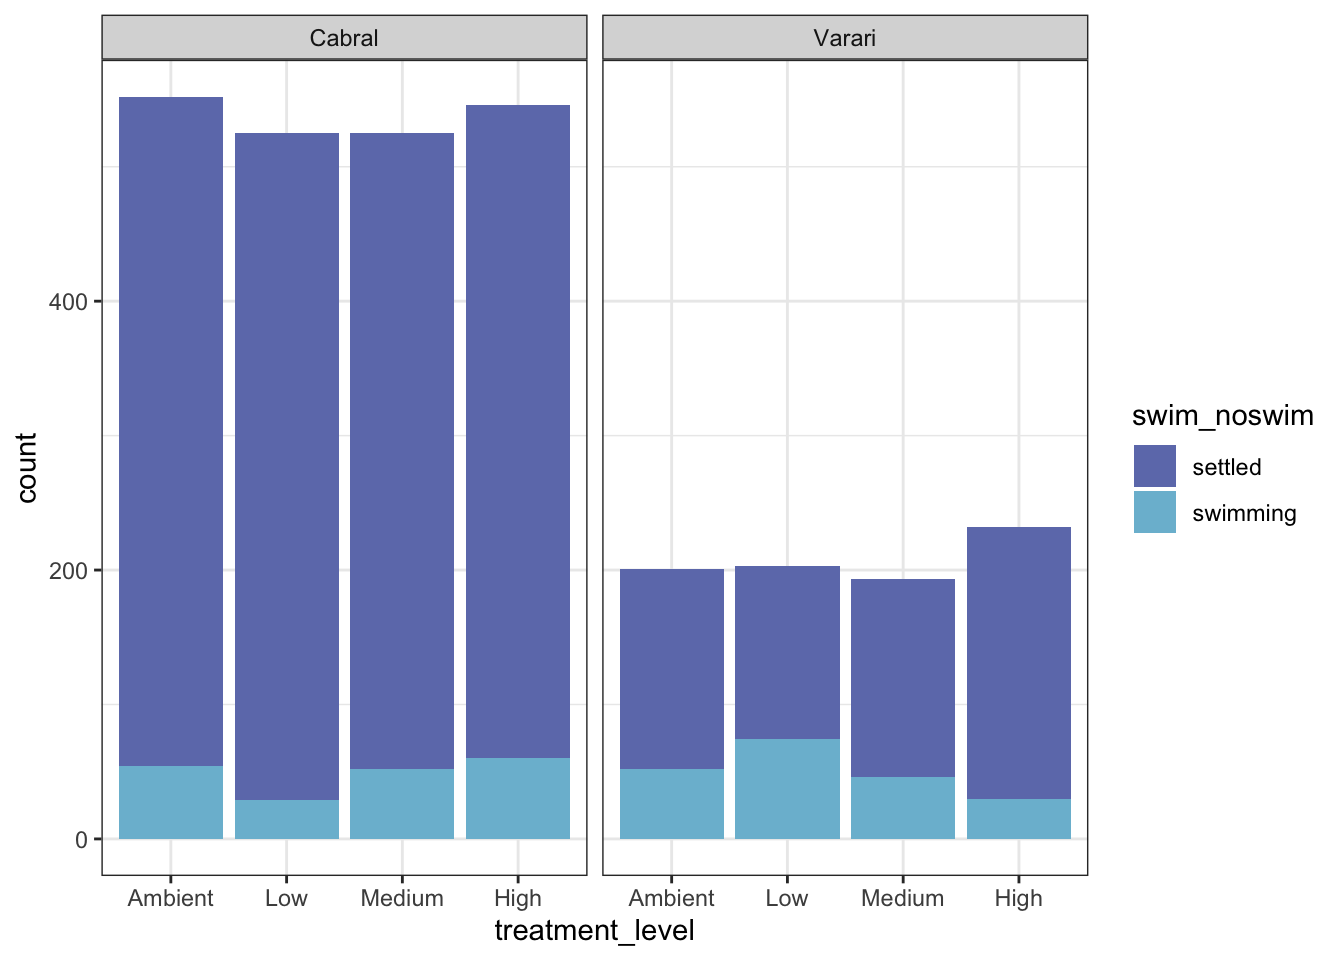 Cabral
Varari
count
400
200
0
Ambient Low Medium High
Ambient Low Medium High
treatment_level
swim_noswim
settled
swimming